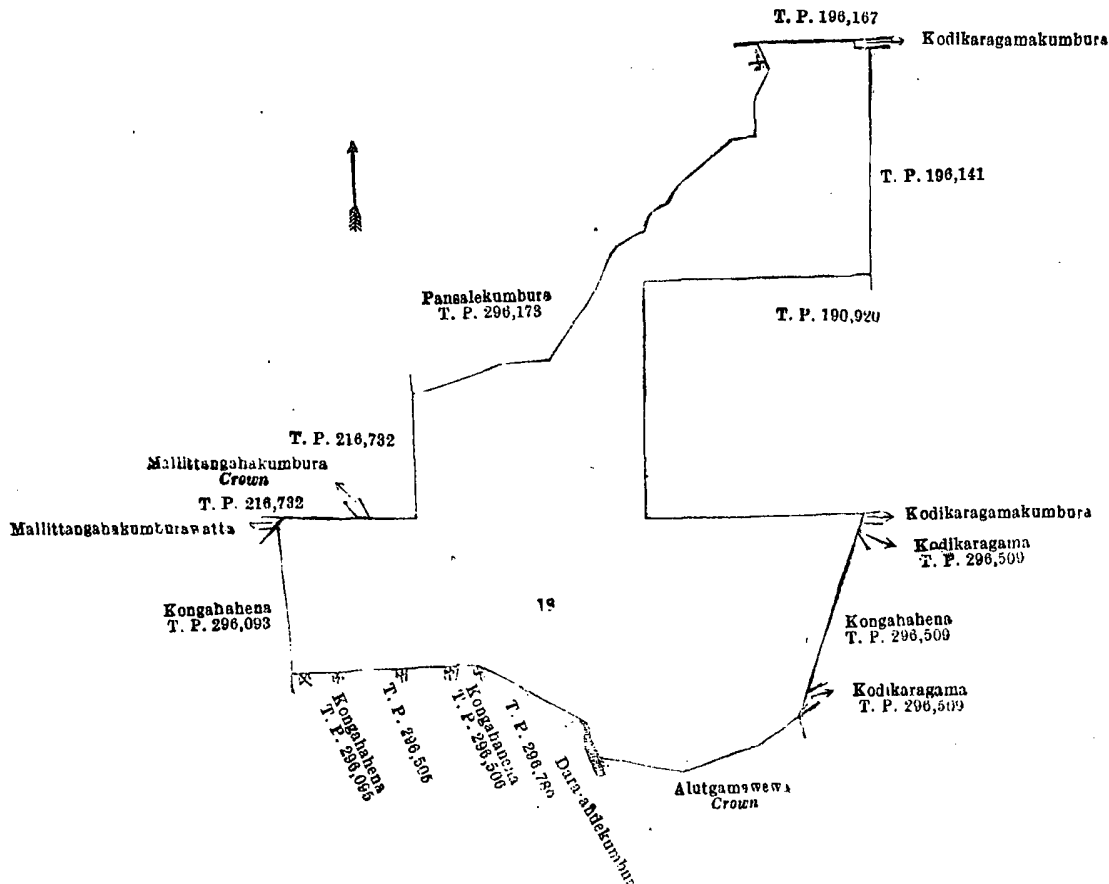 T. P. 196,167
Kodikaragamakumbura
T. P. 196,141
Pansalekumbura
T. P. 296,173
T. P. 190,920
T. P. 216,732
Mallittangahakumbura
Crown
T. P. 216,732
Mallittangahakumburawatta
Kodikaragamakumbura
Kodikaragama
T. P. 296,509
Kongahahena
T. P. 296,093
Kongahahena
T. P. 296,509
Kodikaragama
T. P. 296,509
Kongahahena
T. P. 296,095
T. P. 296,505
Kongahahena
T. P. 296,506
T. P. 296,780
Alutgamawewa
Crown